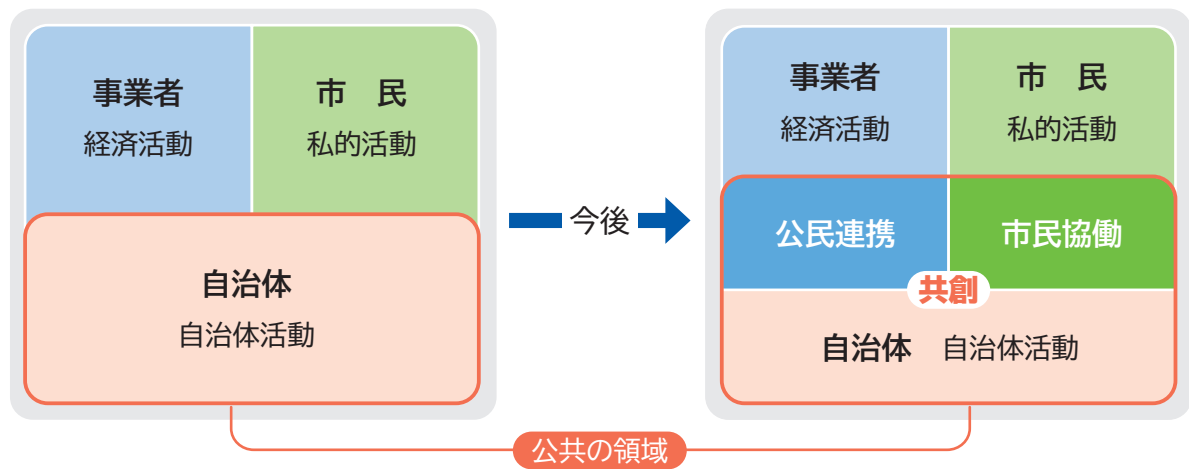 事業者
経済活動
市　民
私的活動
自治体
自治体活動
今後
事業者
経済活動
市　民
私的活動
公民連携
市民協働
共創
自治体　自治体活動
公共の領域